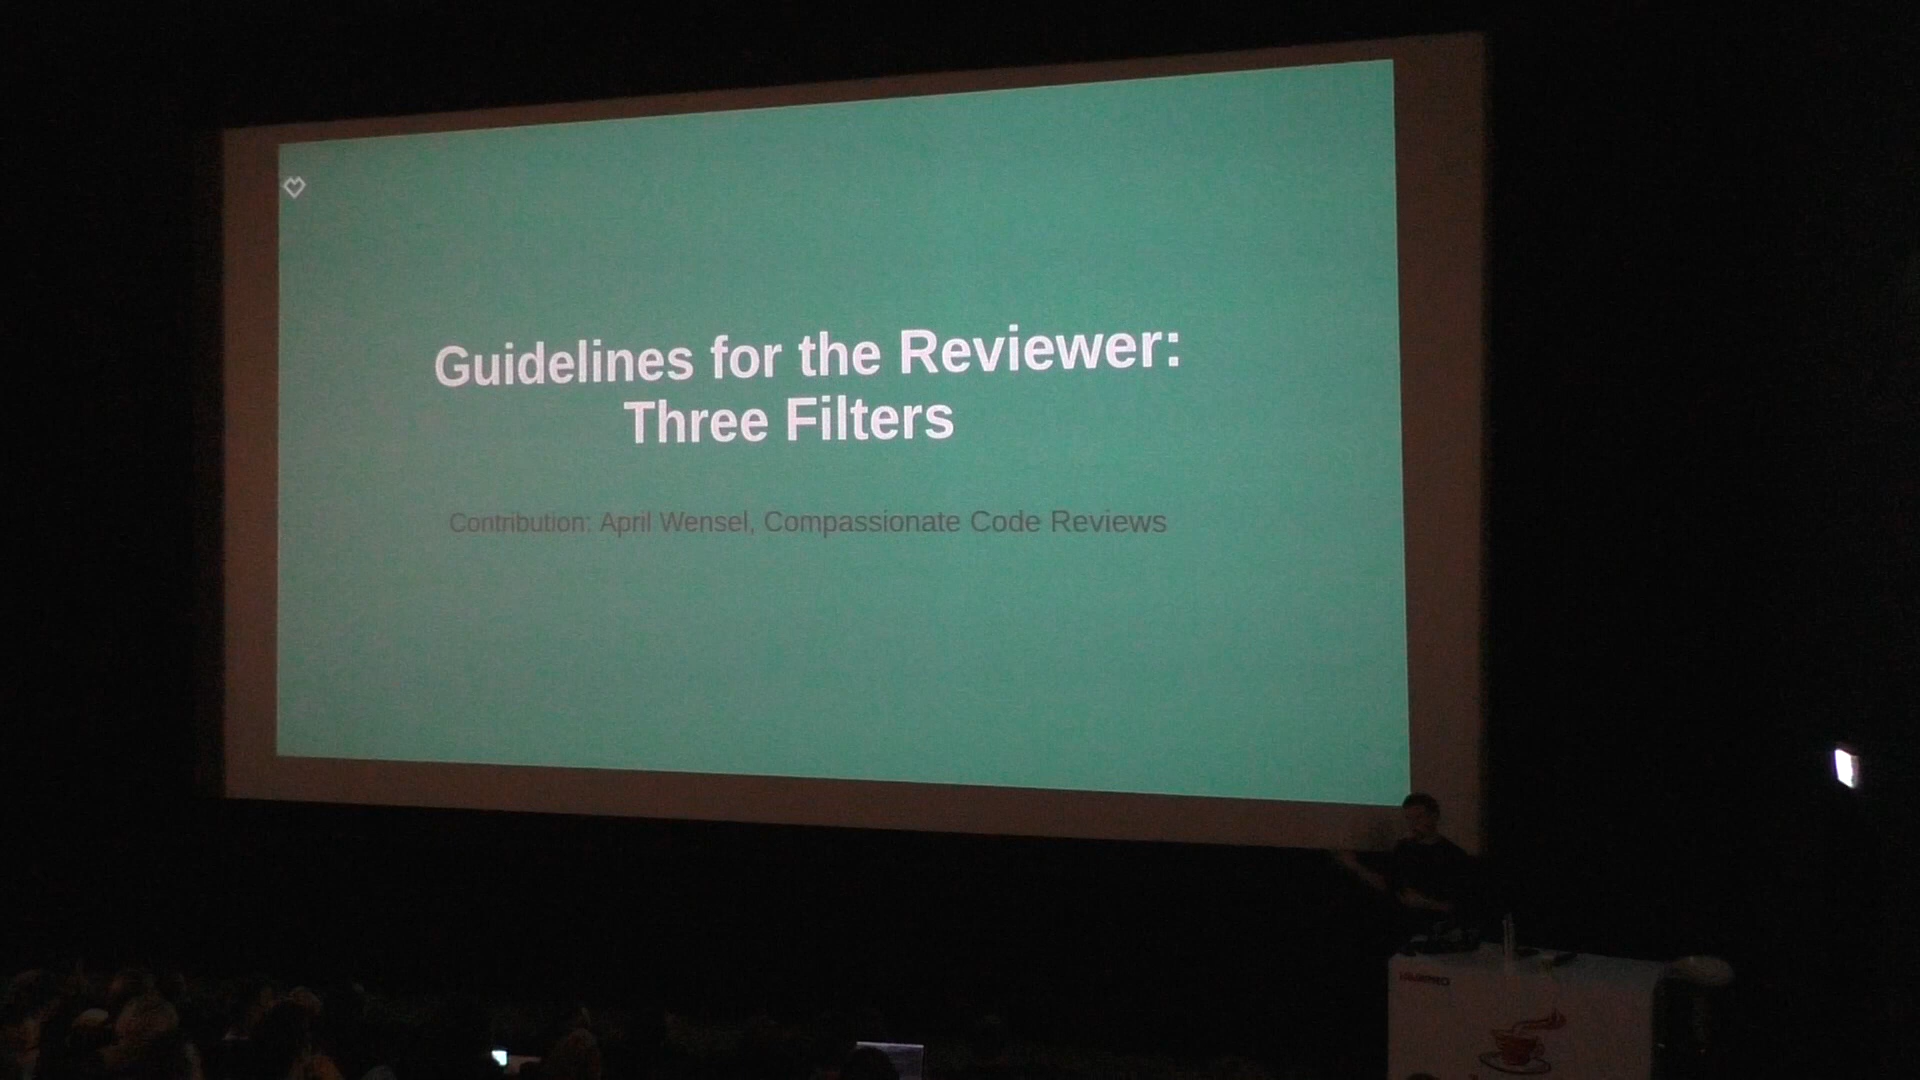 Guidelines for the Reviewer:
Three Filters
Contribution: April Wensel, Compassionate Code Reviews